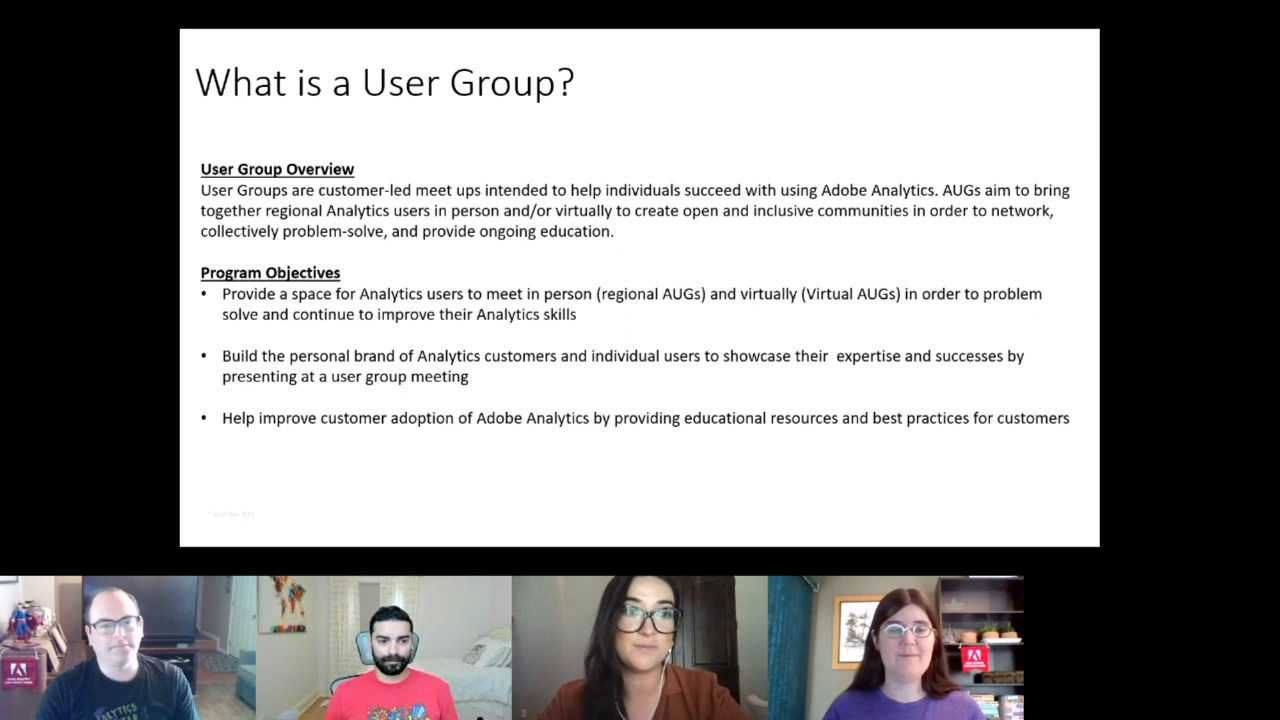 What is a User Group?
User Group Overview
User Groups are customer-led meet ups intended to help individuals succeed with using Adobe Analytics. AUGs aim to bring
together regional Analytics users in person and/or virtually to create open and inclusive communities in order to network,
collectively problem-solve, and provide ongoing education.
Program Objectives
• Provide a space for Analytics users to meet in person (regional AUGs) and virtually (Virtual AUGs) in order to problem
solve and continue to improve their Analytics skills
• Build the personal brand of Analytics customers and individual users to showcase their  expertise and successes by
presenting at a user group meeting
• Help improve customer adoption of Adobe Analytics by providing educational resources and best practices for customers